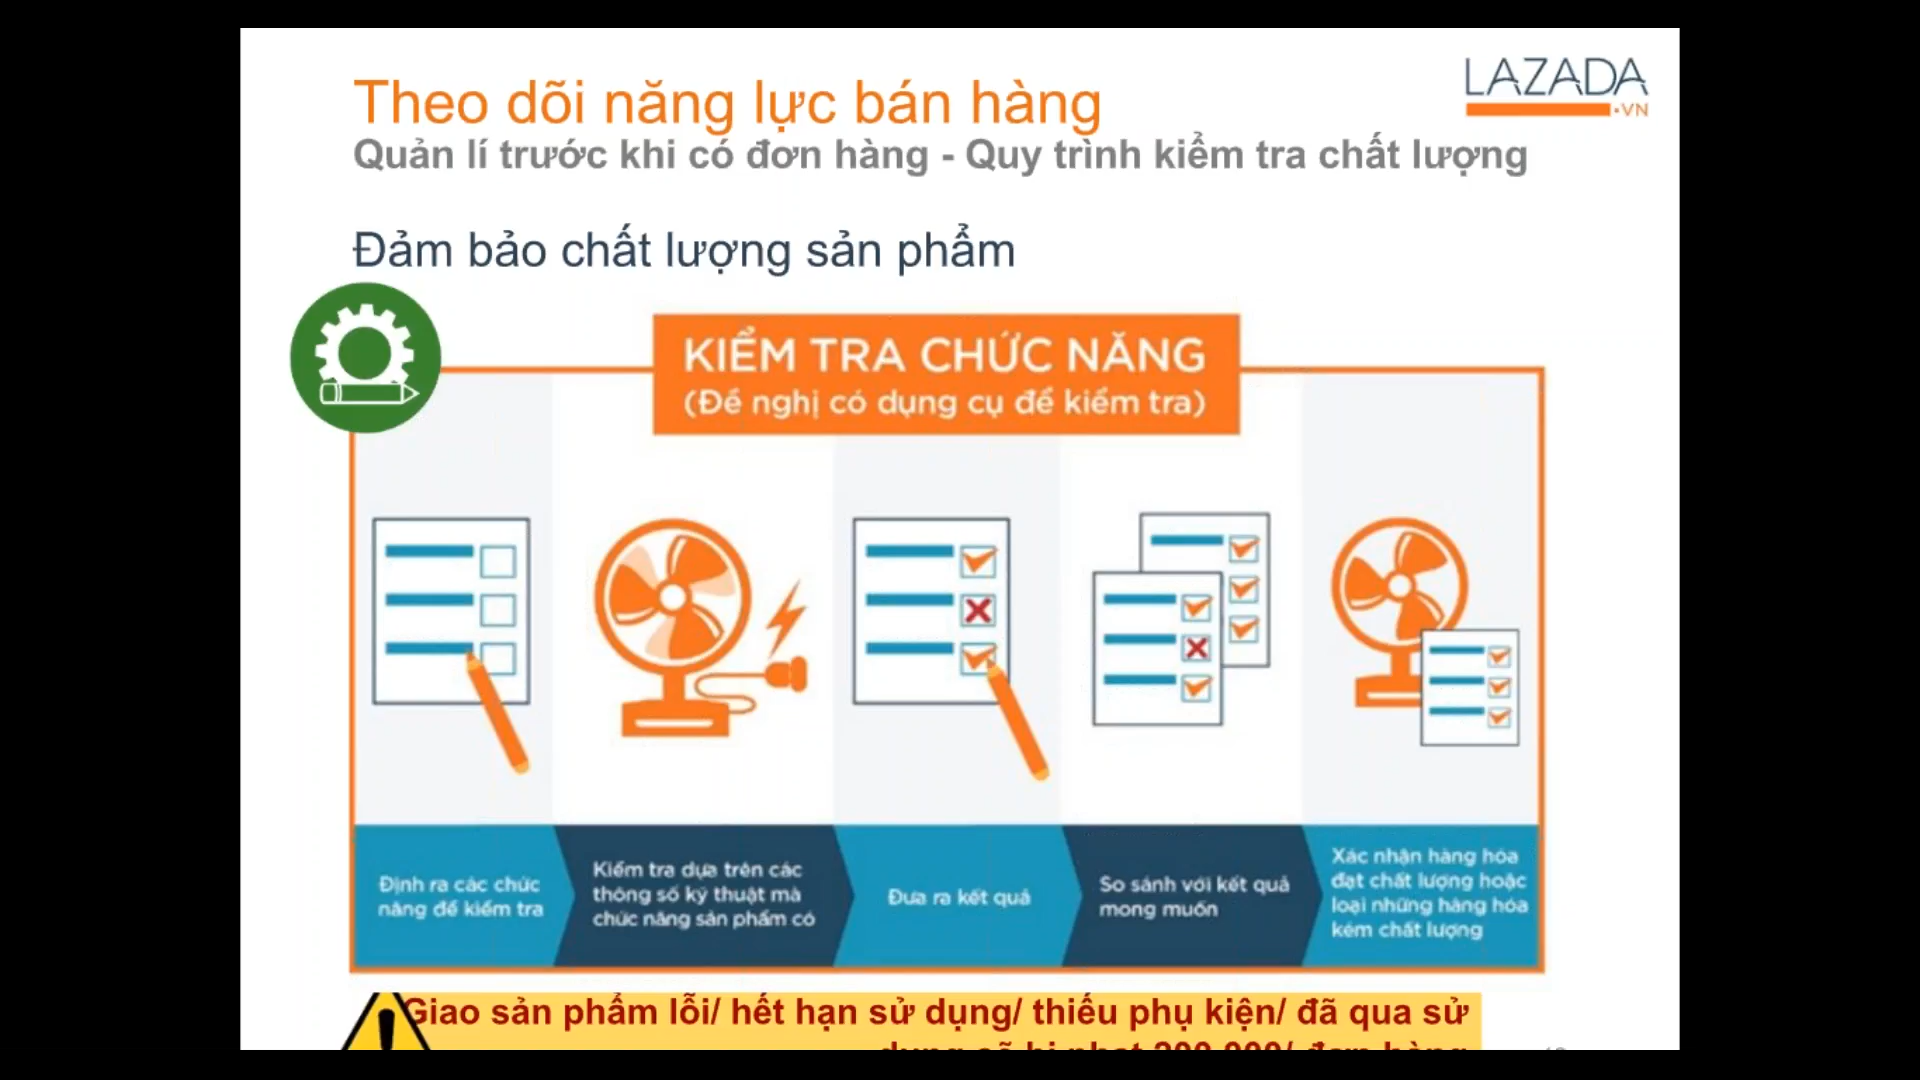 LAZADA
.VN
Theo dõi năng lực bán hàng
Quản lí trước khi có đơn hàng - Quy trình kiểm tra chất lượng
Đảm bảo chất lượng sản phẩm
KIỂM TRA CHỨC NĂNG
(Đề nghị có dụng cụ để kiểm tra)
Định ra các chức
năng để kiểm tra
Kiểm tra dựa trên các
thông số kỹ thuật mà
chức năng sản phẩm có
Đưa ra kết quả
So sánh với kết quả
mong muốn
Xác nhận hàng hóa
đạt chất lượng hoặc
loại những hàng hóa
kém chất lượng
Giao sản phẩm lỗi/ hết hạn sử dụng/ thiếu phụ kiện/ đã qua sử